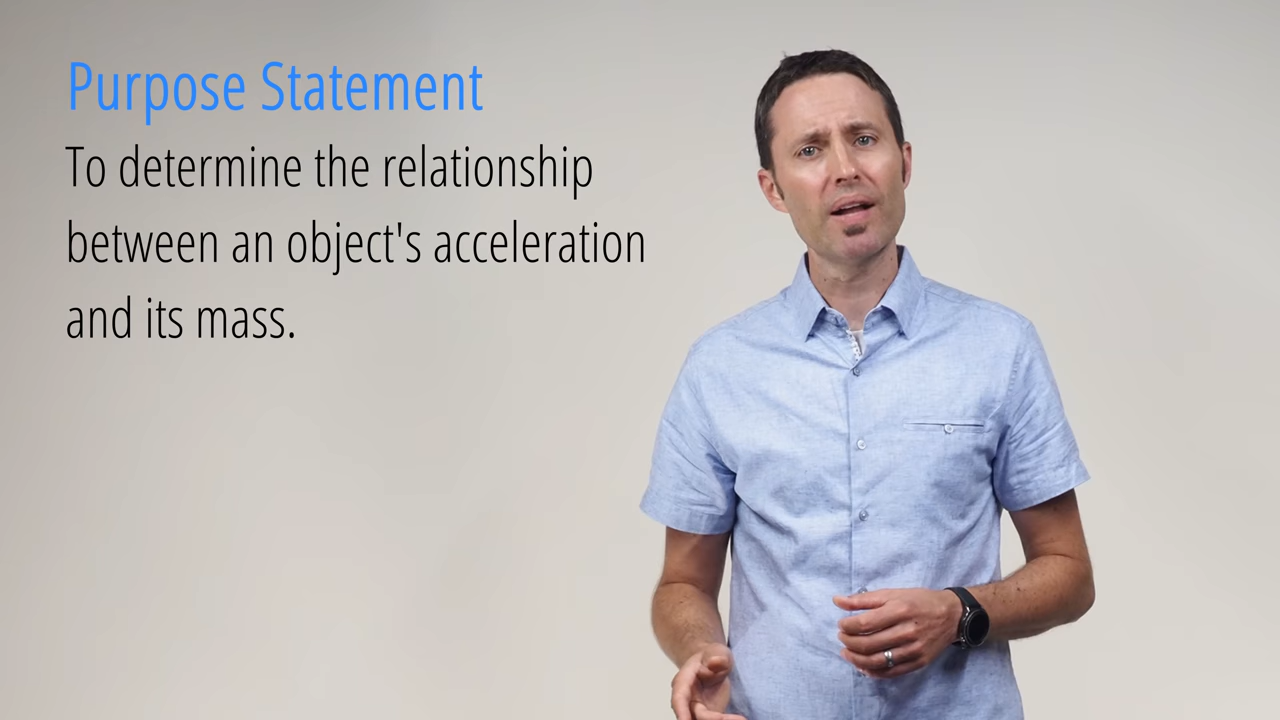 Purpose Statement
To determine the relationship
between an object's acceleration
and its mass.